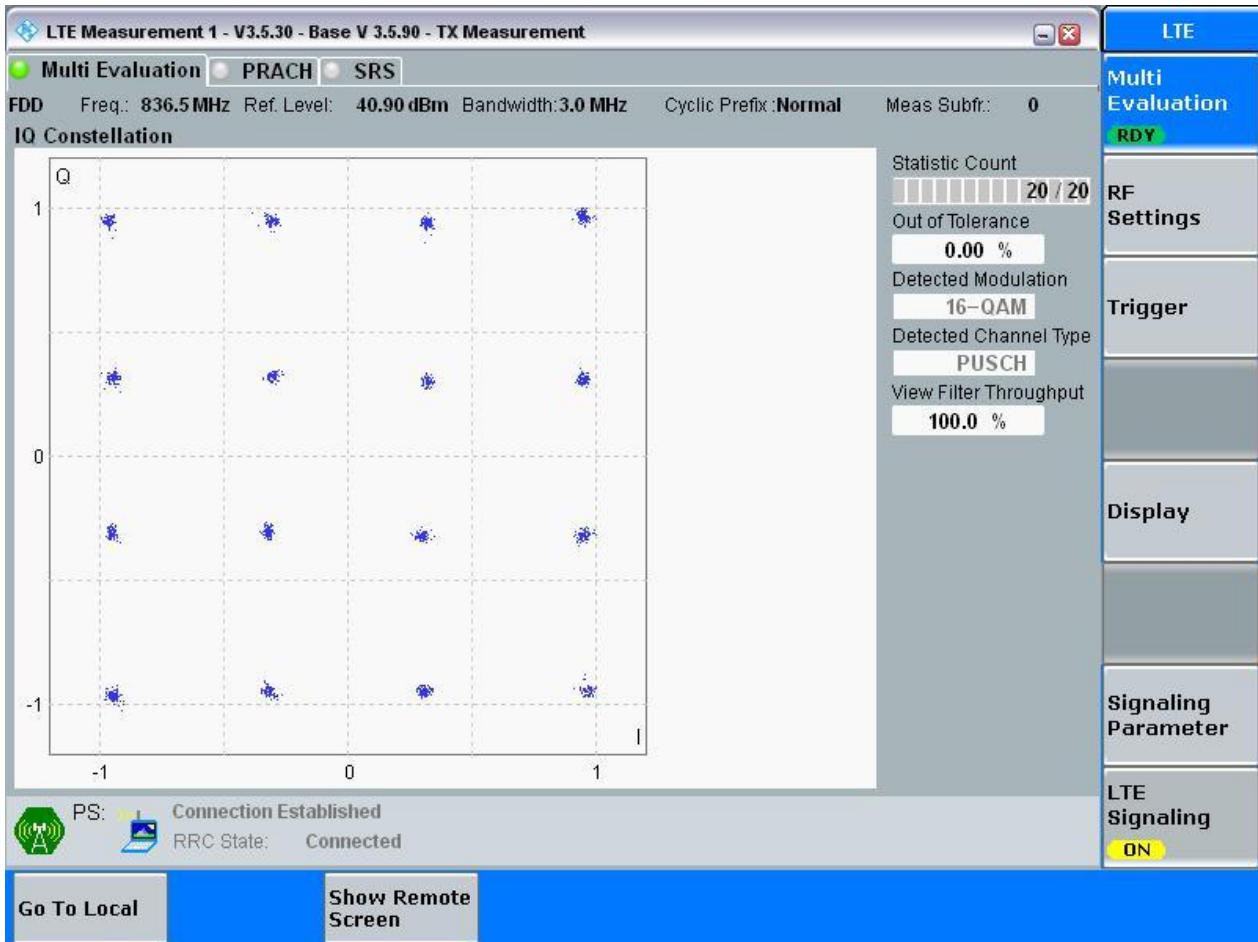 LTE Measurement 1 - V3.5.30 - Base V 3.5.90 - TX Measurement
LTE
Multi Evaluation PRACH SRS
FDD Freq.: 836.5 MHz Ref. Level: 40.90 dBm Bandwidth: 3.0 MHz Cyclic Prefix : Normal Meas Subfr.: 0
IQ Constellation
Q
1
0
-1
I
-1 0 1
Statistic Count
20 / 20
Out of Tolerance
0.00 %
Detected Modulation
16-QAM
Detected Channel Type
PUSCH
View Filter Throughput
100.0 %
Multi
Evaluation
RDY
RF
Settings
Trigger
Display
Signaling
Parameter
LTE
Signaling
ON
PS: Connection Established
RRC State: Connected
Go To Local
Show Remote
Screen